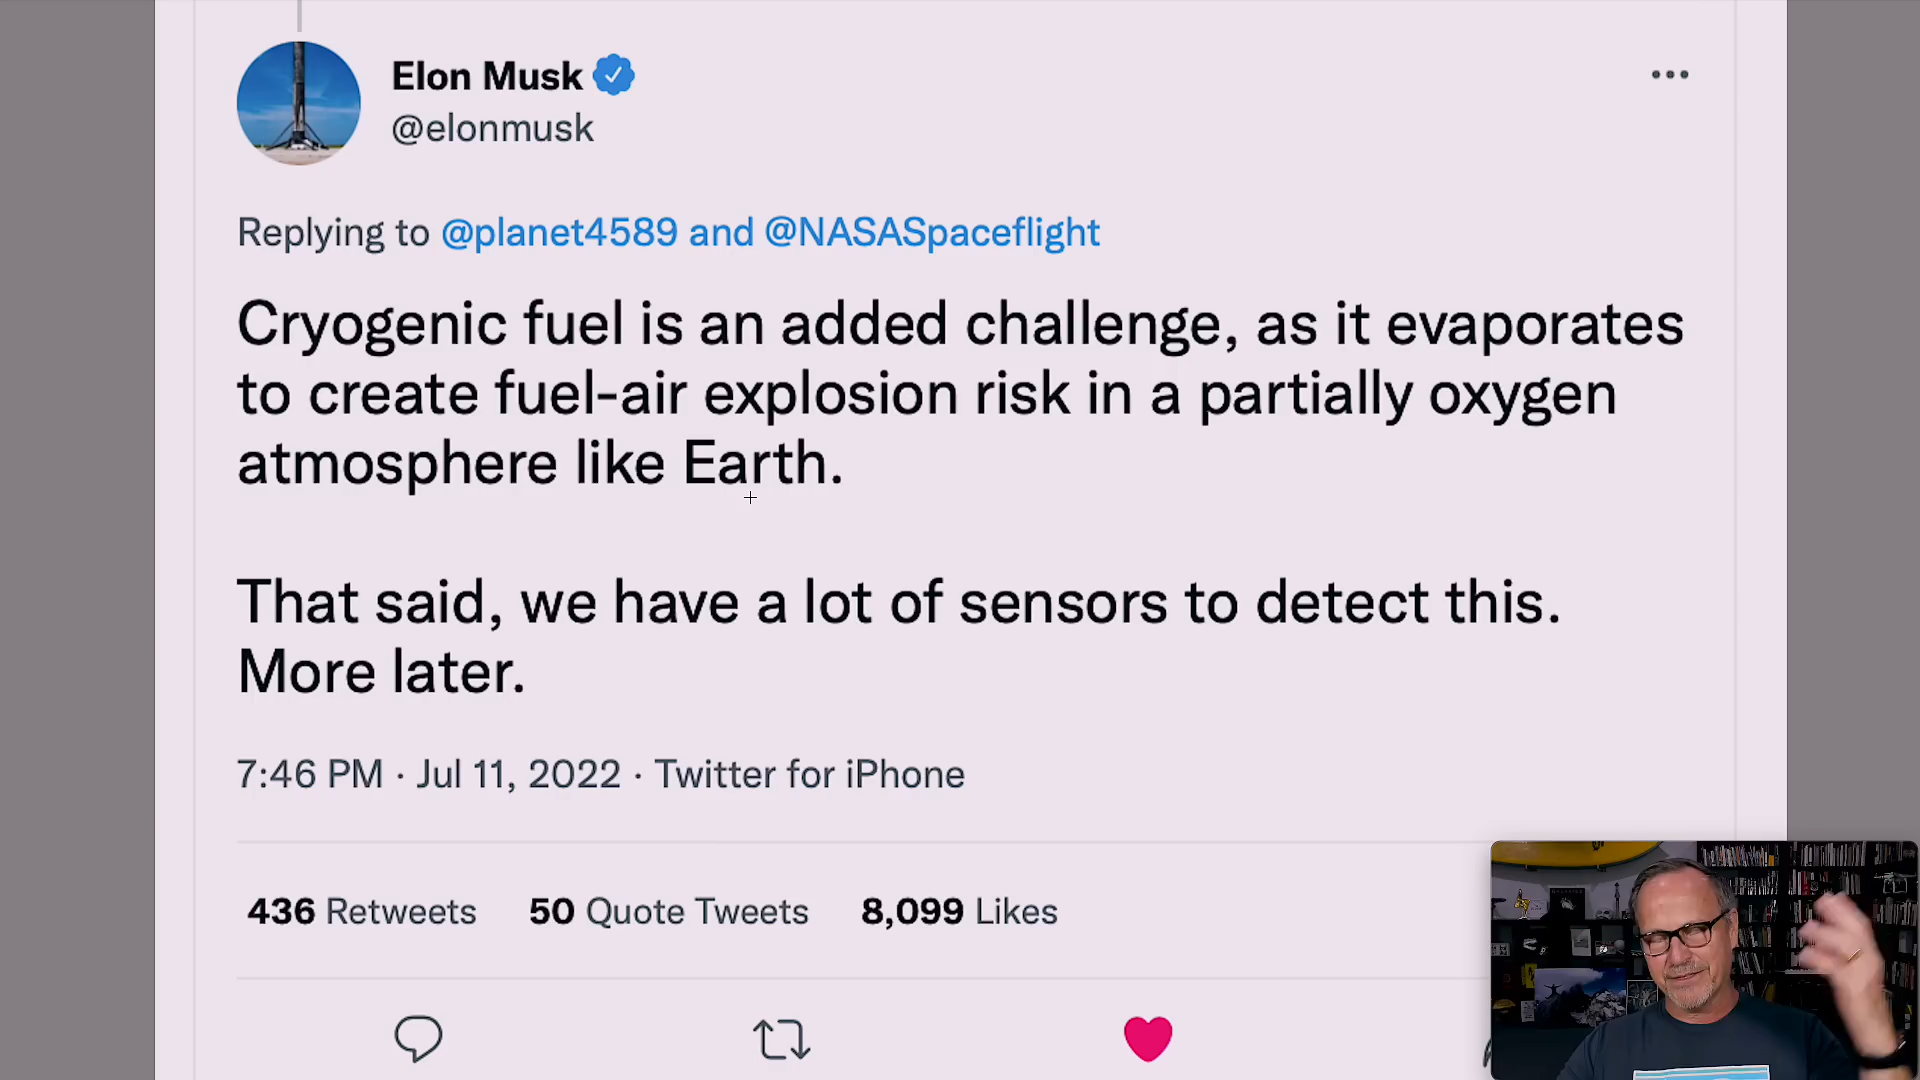 Elon Musk
@elonmusk
Replying to @planet4589 and @NASASpaceflight
Cryogenic fuel is an added challenge, as it evaporates
to create fuel-air explosion risk in a partially oxygen
atmosphere like Earth.
That said, we have a lot of sensors to detect this.
More later.
7:46 PM · Jul 11, 2022 · Twitter for iPhone
436 Retweets 50 Quote Tweets 8,099 Likes